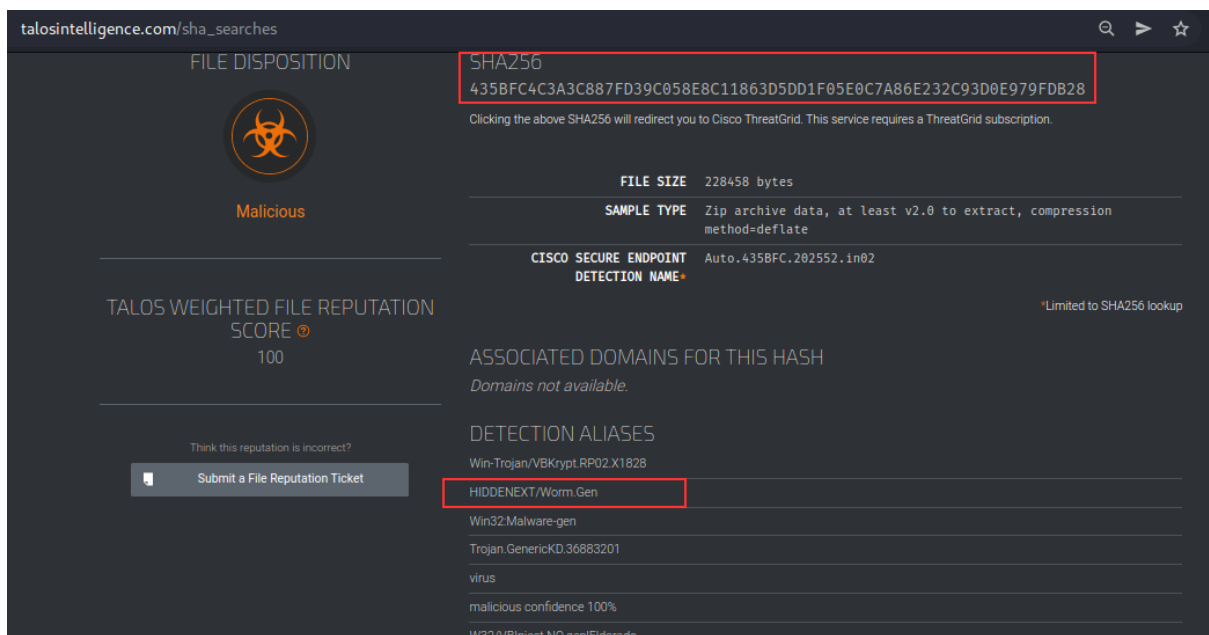 talosintelligence.com/sha_searches
FILE DISPOSITION
Malicious
TALOS WEIGHTED FILE REPUTATION
SCORE
100
Think this reputation is incorrect?
Submit a File Reputation Ticket
SHA256
435BFC4C3A3C887FD39C058E8C11863D5DD1F05E0C7A86E232C93D0E979FDB28
Clicking the above SHA256 will redirect you to Cisco ThreatGrid. This service requires a ThreatGrid subscription.
FILE SIZE 228458 bytes
SAMPLE TYPE Zip archive data, at least v2.0 to extract, compression
method=deflate
CISCO SECURE ENDPOINT Auto.435BFC.202552.in02
DETECTION NAME*
*Limited to SHA256 lookup
ASSOCIATED DOMAINS FOR THIS HASH
Domains not available.
DETECTION ALIASES
Win-Trojan/VBKrypt.RP02.X1828
HIDDENEXT/Worm.Gen
Win32:Malware-gen
Trojan.GenericKD.36883201
virus
malicious confidence 100%